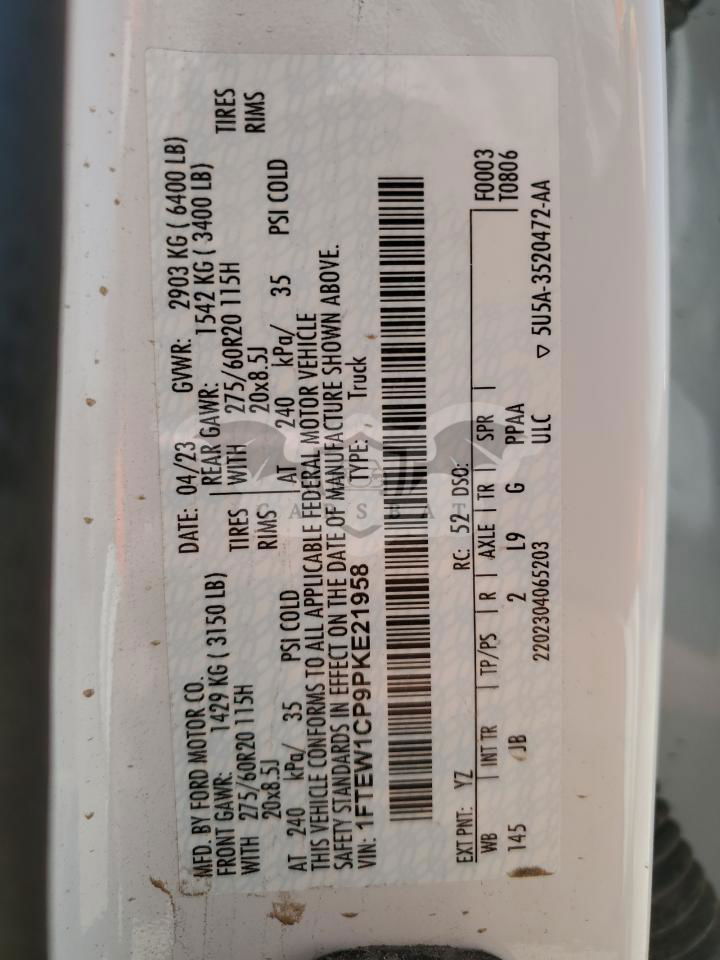 MFD. BY FORD MOTOR CO. DATE: 04/23 GVWR: 2903 KG ( 6400 LB)
FRONT GAWR: 1429 KG ( 3150 LB) REAR GAWR: 1542 KG ( 3400 LB)
WITH 275/60R20 115H TIRES WITH 275/60R20 115H TIRES
20x8.5J RIMS 20x8.5J RIMS
AT 240 kPa/ 35 PSI COLD AT 240 kPa/ 35 PSI COLD
THIS VEHICLE CONFORMS TO ALL APPLICABLE FEDERAL MOTOR VEHICLE
SAFETY STANDARDS IN EFFECT ON THE DATE OF MANUFACTURE SHOWN ABOVE.
VIN: 1FTEW1CP9PKE21958 TYPE: Truck
EXT PNT: YZ RC: 52 DSO: F0003
WB INT TR TP/PS R AXLE TR SPR T0806
145 JB 2 L9 G PPAA
2202304065203 ULC ▽ 5U5A-3520472-AA